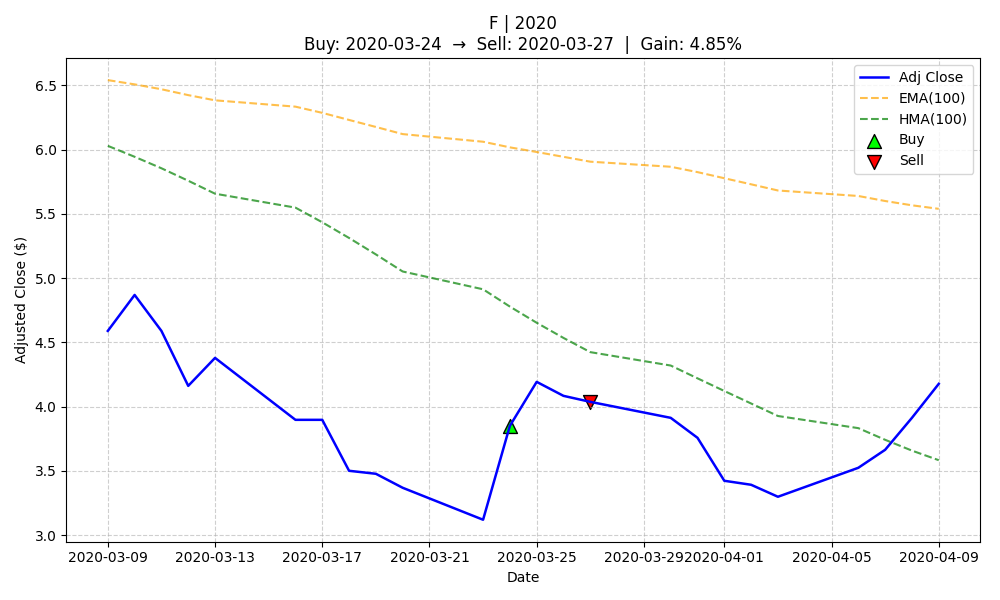 F | 2020
Buy: 2020-03-24 → Sell: 2020-03-27 | Gain: 4.85%
Adj Close
EMA(100)
HMA(100)
Buy
Sell
Adjusted Close ($)
6.5
6.0
5.5
5.0
4.5
4.0
3.5
3.0
2020-03-09 2020-03-13 2020-03-17 2020-03-21 2020-03-25 2020-03-29 2020-04-01 2020-04-05 2020-04-09
Date